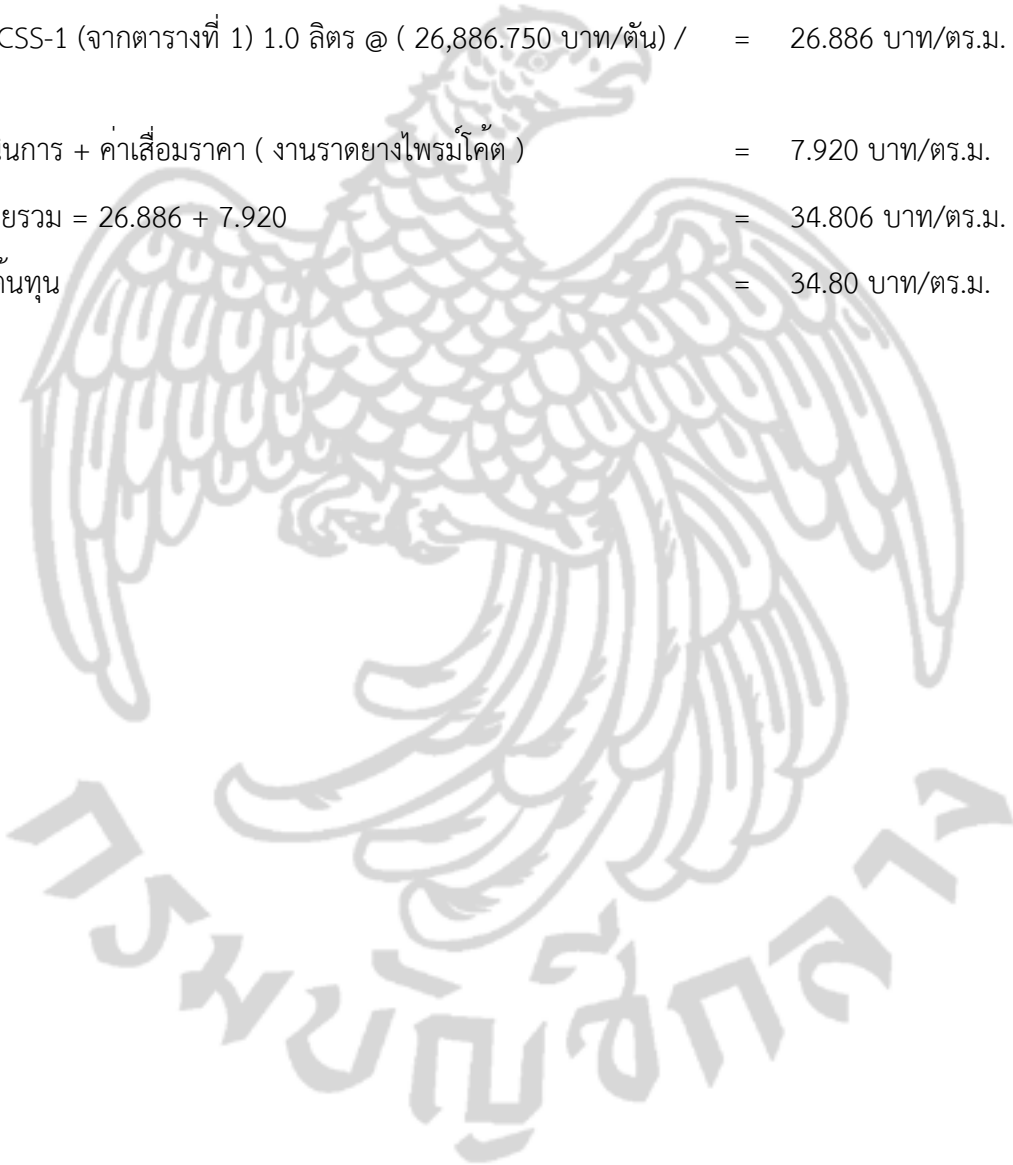 CSS-1 (จากตารางที่ 1) 1.0 ลิตร @ ( 26,886.750 บาท/ตัน) / = 26.886 บาท/ตร.ม.
นินการ + ค่าเสื่อมราคา ( งานราดยางไพรม์โค้ต ) = 7.920 บาท/ตร.ม.
ยรวม = 26.886 + 7.920 = 34.806 บาท/ตร.ม.
้นทุน = 34.80 บาท/ตร.ม.
กรมบัญชีกลาง